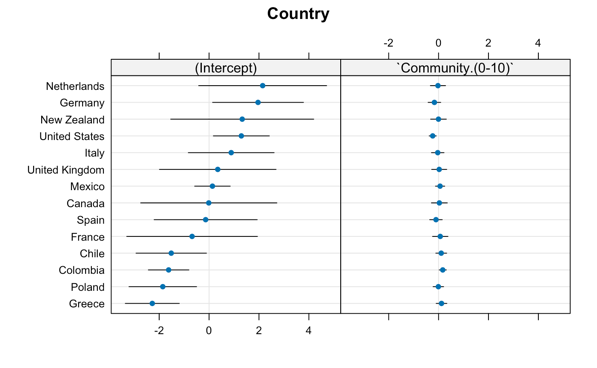 Country
-2 0 2 4
(Intercept) `Community.(0-10)`
Netherlands
Germany
New Zealand
United States
Italy
United Kingdom
Mexico
Canada
Spain
France
Chile
Colombia
Poland
Greece
-2 0 2 4